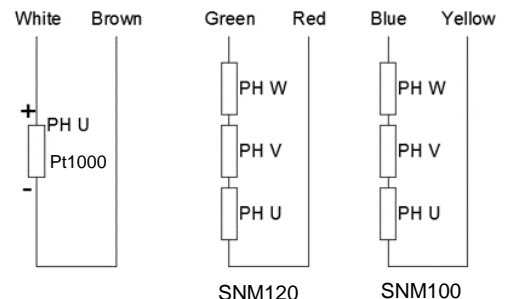 White Brown Green Red Blue Yellow
+
PH U
Pt1000
-
PH W
PH V
PH U
SNM120
PH W
PH V
PH U
SNM100